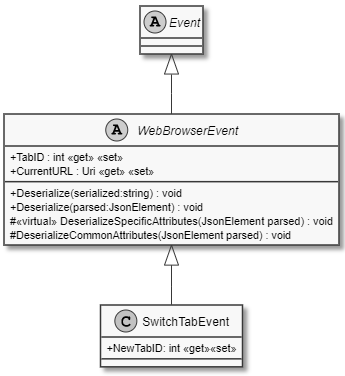 A Event
A WebBrowserEvent
+TabID : int «get» «set»
+CurrentURL : Uri «get» «set»
+Deserialize(serialized:string) : void
+Deserialize(parsed:JsonElement) : void
#«virtual» DeserializeSpecificAttributes(JsonElement parsed) : void
#DeserializeCommonAttributes(JsonElement parsed) : void
C SwitchTabEvent
+NewTabID: int «get»«set»